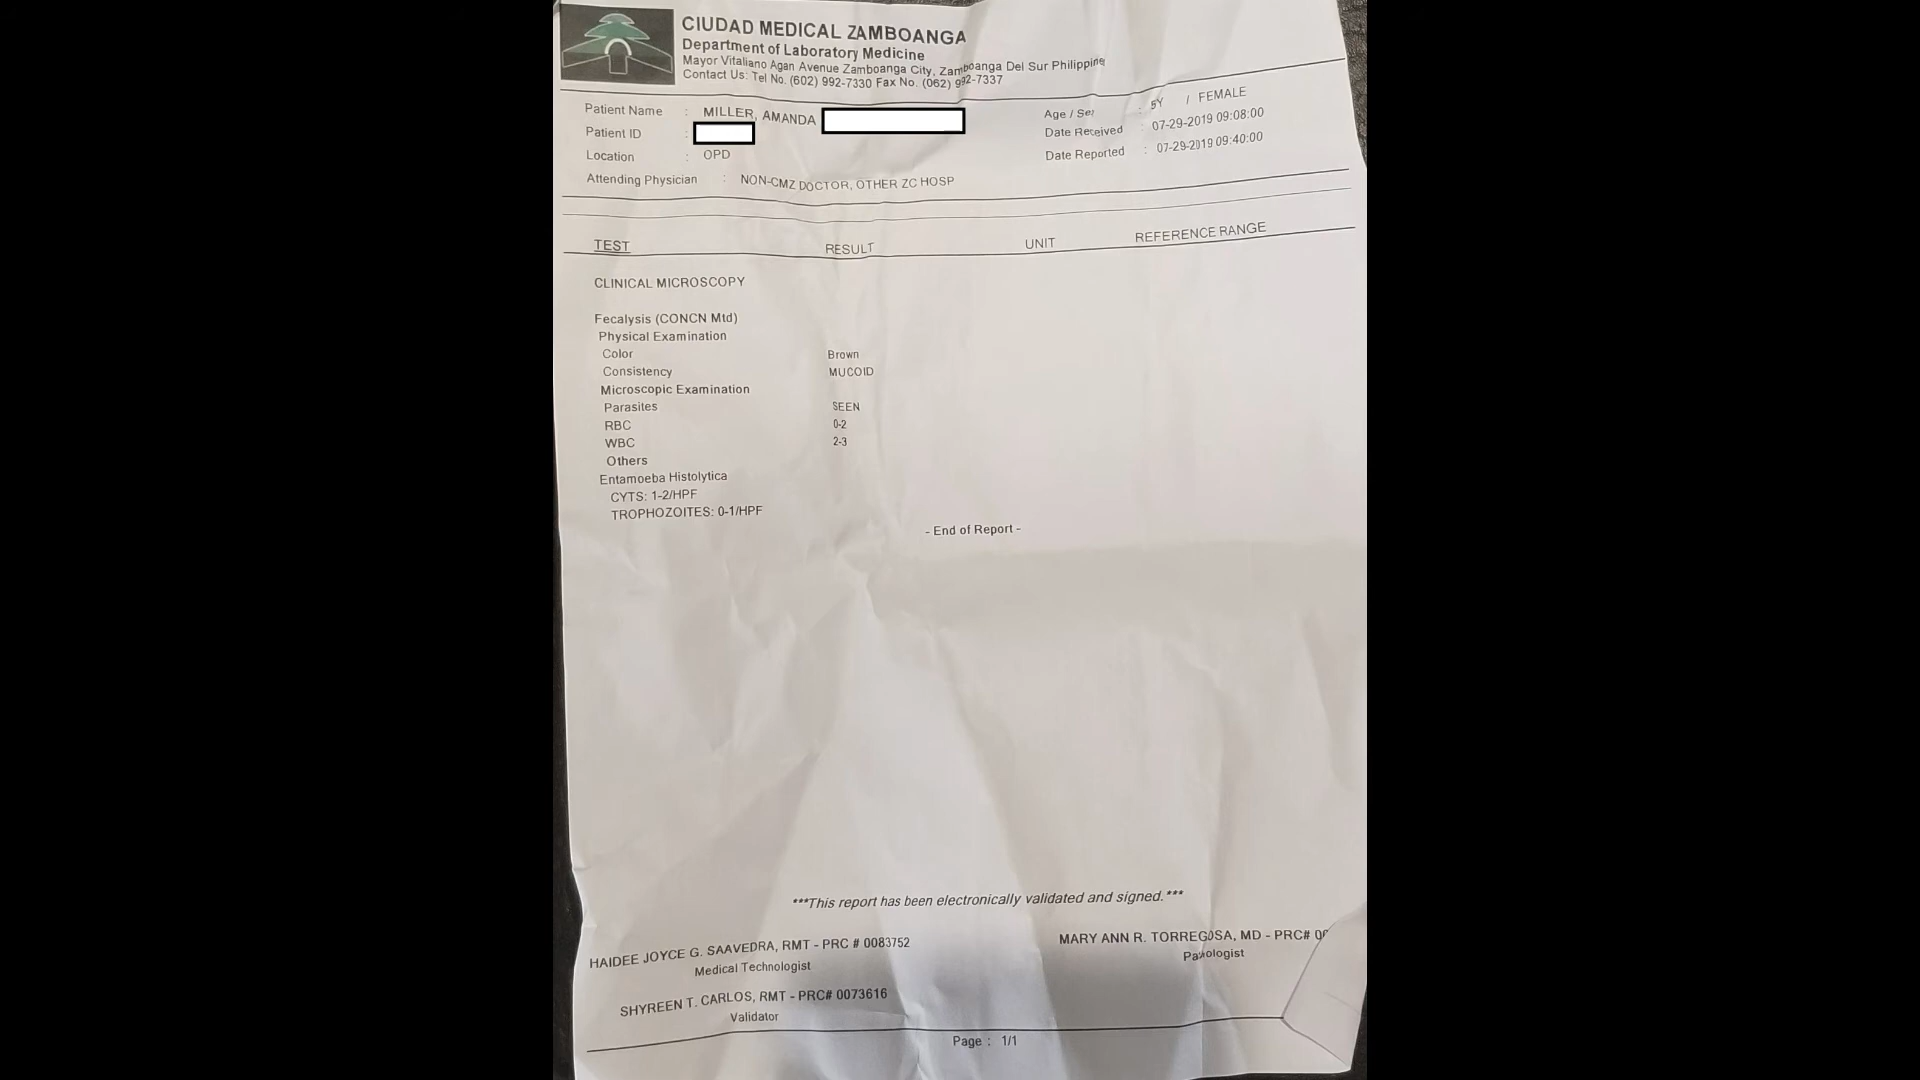 CIUDAD MEDICAL ZAMBOANGA
Department of Laboratory Medicine
Mayor Vitaliano Agan Avenue Zamboanga City, Zamboanga Del Sur Philippine
Contact Us: Tel No. (602) 992-7330 Fax No. (062) 992-7337
Patient Name : MILLER, AMANDA Age / Sex : 5Y / FEMALE
Patient ID : Date Received : 07-29-2019 09:08:00
Location : OPD Date Reported : 07-29-2019 09:40:00
Attending Physician : NON-CMZ DOCTOR, OTHER ZC HOSP
TEST RESULT UNIT REFERENCE RANGE
CLINICAL MICROSCOPY
Fecalysis (CONCN Mtd)
Physical Examination
Color Brown
Consistency MUCOID
Microscopic Examination
Parasites SEEN
RBC 0-2
WBC 2-3
Others
Entamoeba Histolytica
CYTS: 1-2/HPF
TROPHOZOITES: 0-1/HPF
- End of Report -
***This report has been electronically validated and signed.***
HAIDEE JOYCE G. SAAVEDRA, RMT - PRC # 0083752 MARY ANN R. TORREGOSA, MD - PRC#
Medical Technologist Pathologist
SHYREEN T. CARLOS, RMT - PRC# 0073616
Validator
Page : 1/1